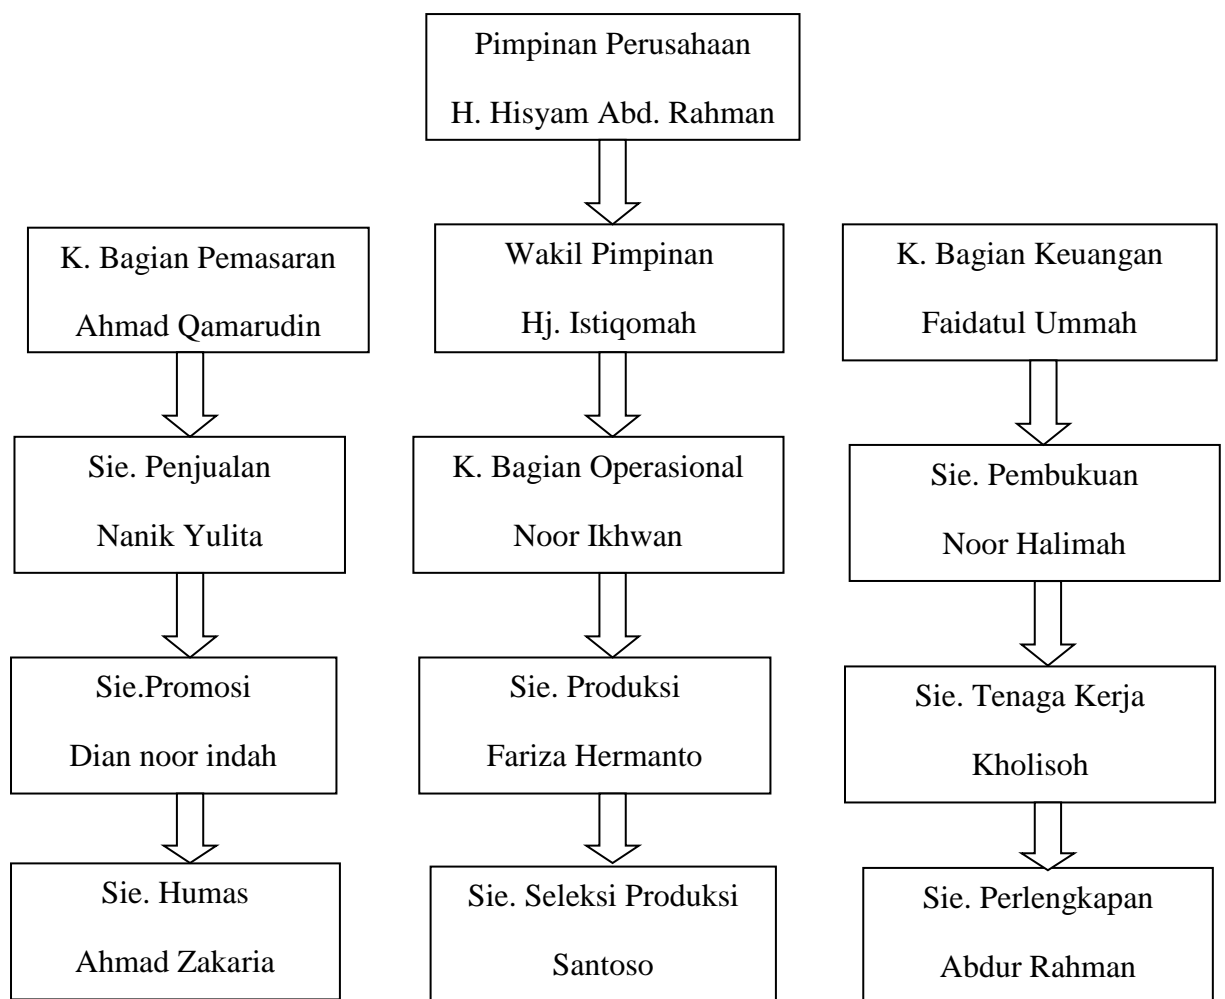 Pimpinan Perusahaan
H. Hisyam Abd. Rahman
K. Bagian Pemasaran
Ahmad Qamarudin
Wakil Pimpinan
Hj. Istiqomah
K. Bagian Keuangan
Faidatul Ummah
Sie. Penjualan
Nanik Yulita
K. Bagian Operasional
Noor Ikhwan
Sie. Pembukuan
Noor Halimah
Sie.Promosi
Dian noor indah
Sie. Produksi
Fariza Hermanto
Sie. Tenaga Kerja
Kholisoh
Sie. Humas
Ahmad Zakaria
Sie. Seleksi Produksi
Santoso
Sie. Perlengkapan
Abdur Rahman